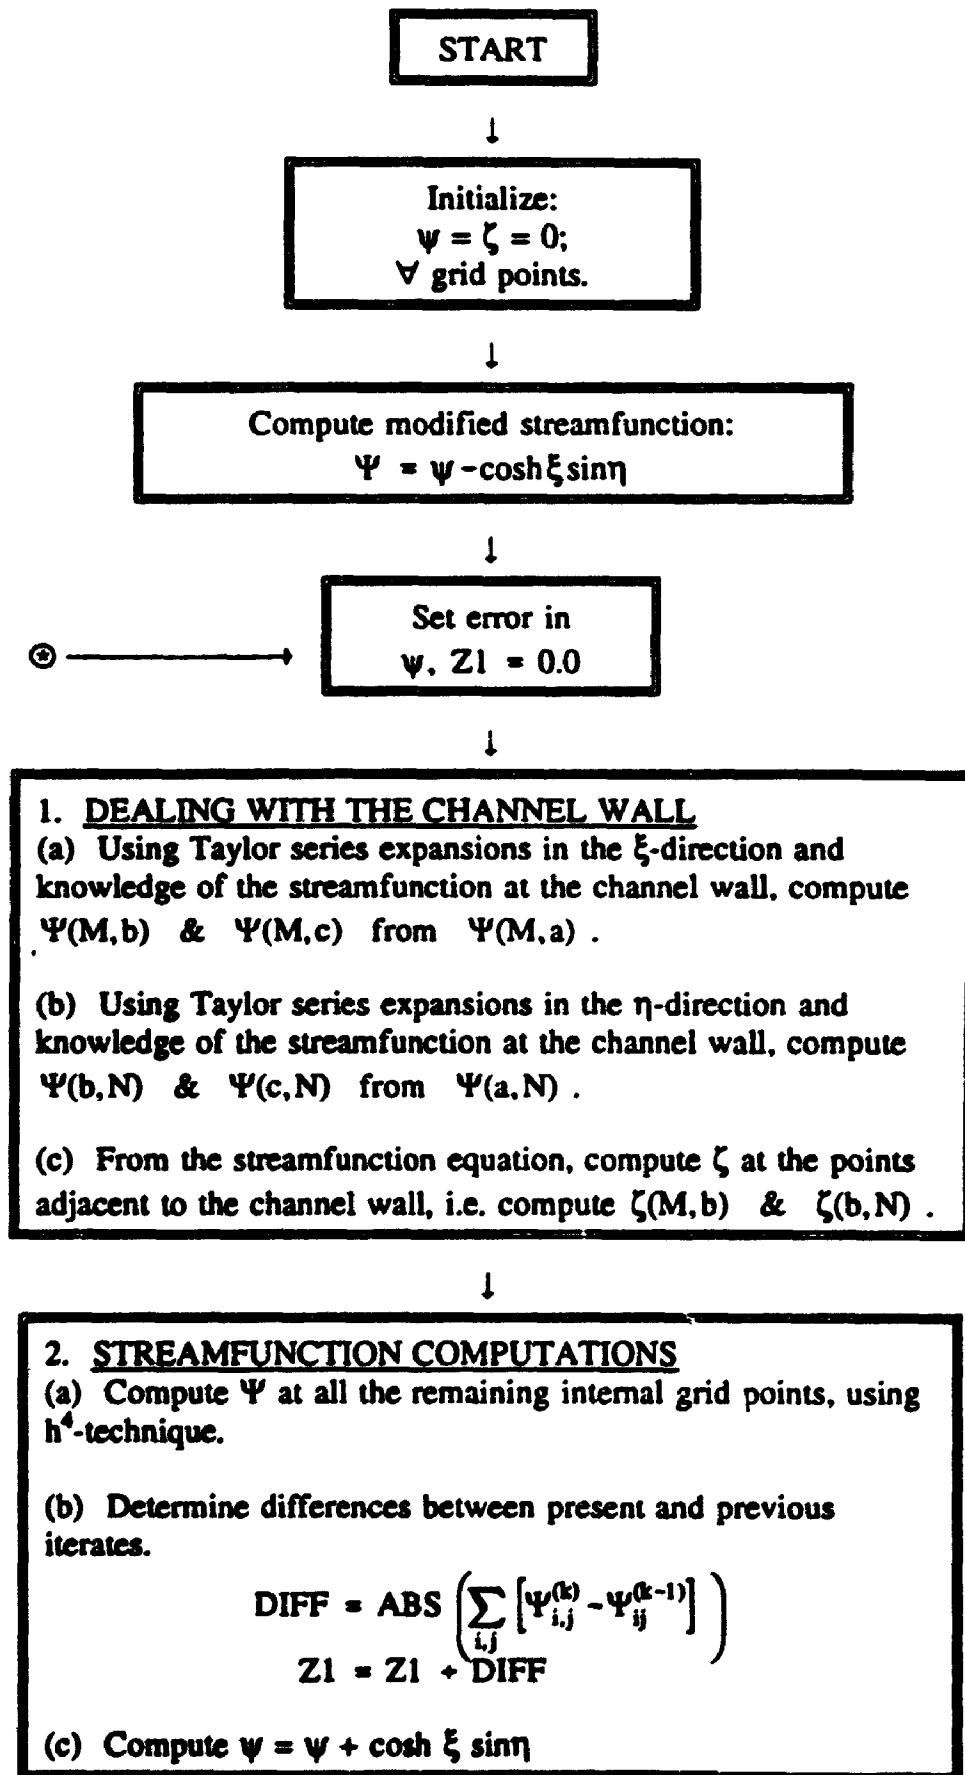 START
↓
Initialize:
ψ = ζ = 0;
∀ grid points.
↓
Compute modified streamfunction:
Ψ = ψ - cosh ξ sinη
↓
Set error in
ψ, Z1 = 0.0
⊛ →
↓
1. DEALING WITH THE CHANNEL WALL
(a) Using Taylor series expansions in the ξ-direction and
knowledge of the streamfunction at the channel wall, compute
Ψ(M,b) & Ψ(M,c) from Ψ(M,a) .
(b) Using Taylor series expansions in the η-direction and
knowledge of the streamfunction at the channel wall, compute
Ψ(b,N) & Ψ(c,N) from Ψ(a,N) .
(c) From the streamfunction equation, compute ζ at the points
adjacent to the channel wall, i.e. compute ζ(M,b) & ζ(b,N) .
↓
2. STREAMFUNCTION COMPUTATIONS
(a) Compute Ψ at all the remaining internal grid points, using
h⁴-technique.
(b) Determine differences between present and previous
iterates.
DIFF = ABS ( ∑_{i,j} [Ψ_{i,j}^{(k)} - Ψ_{ij}^{(k-1)}] )
Z1 = Z1 + DIFF
(c) Compute ψ = ψ + cosh ξ sinη